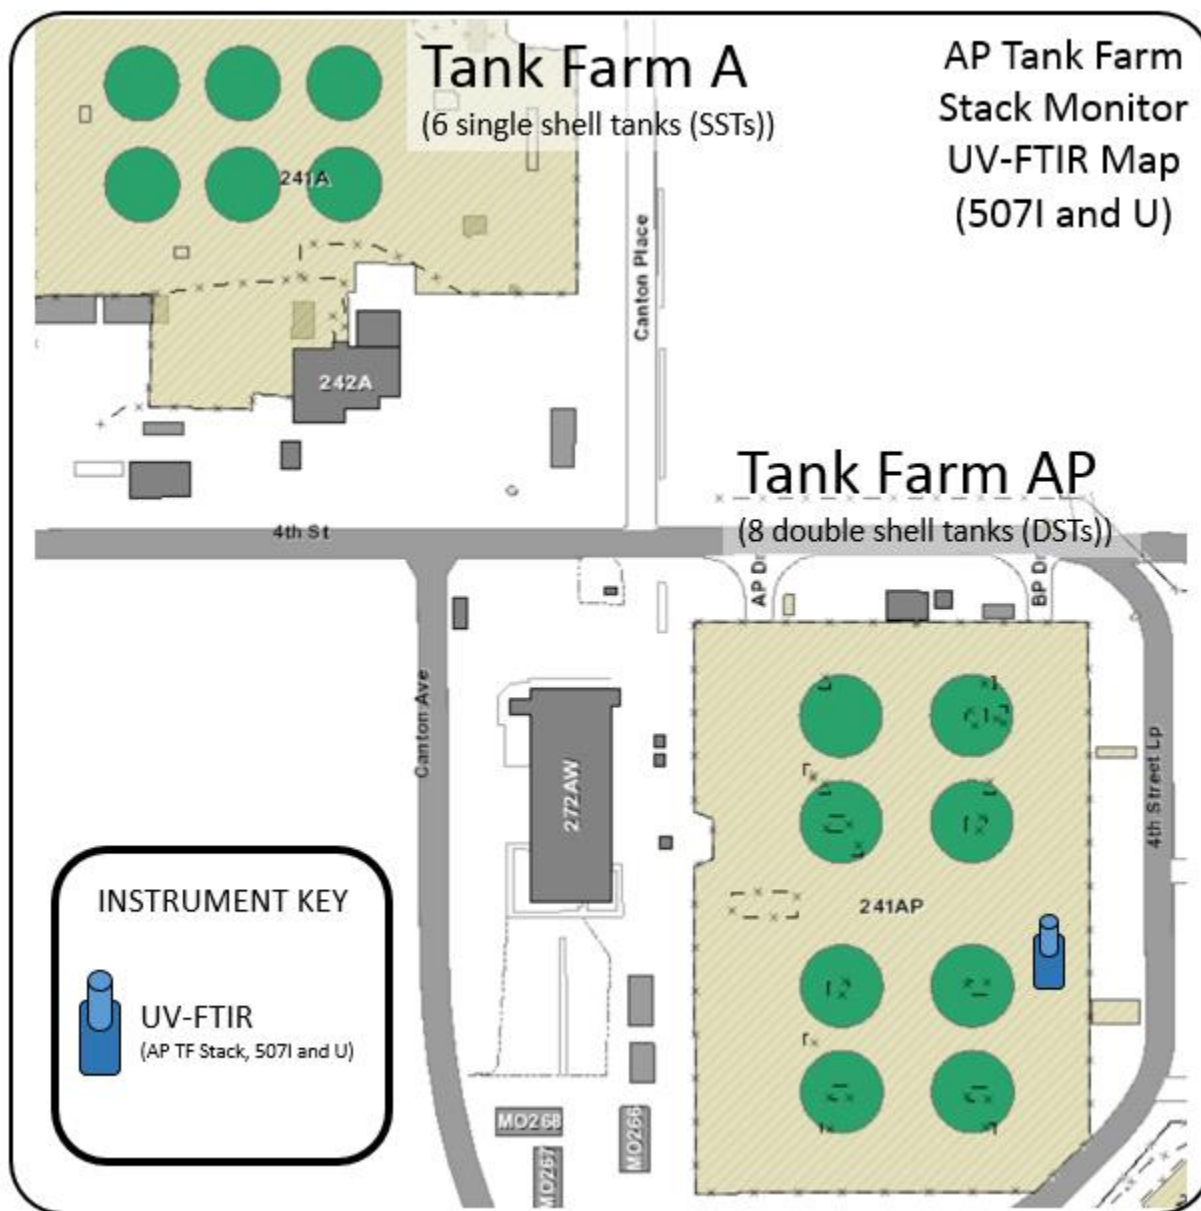 Tank Farm A
(6 single shell tanks (SSTs))
AP Tank Farm
Stack Monitor
UV-FTIR Map
(507I and U)
241A
Canton Place
242A
Tank Farm AP
(8 double shell tanks (DSTs))
4th St
AP Dr
BP Dr
Canton Ave
272AW
4th Street Lp
241AP
INSTRUMENT KEY
UV-FTIR
(AP TF Stack, 507I and U)
MO268
MO266
MO267